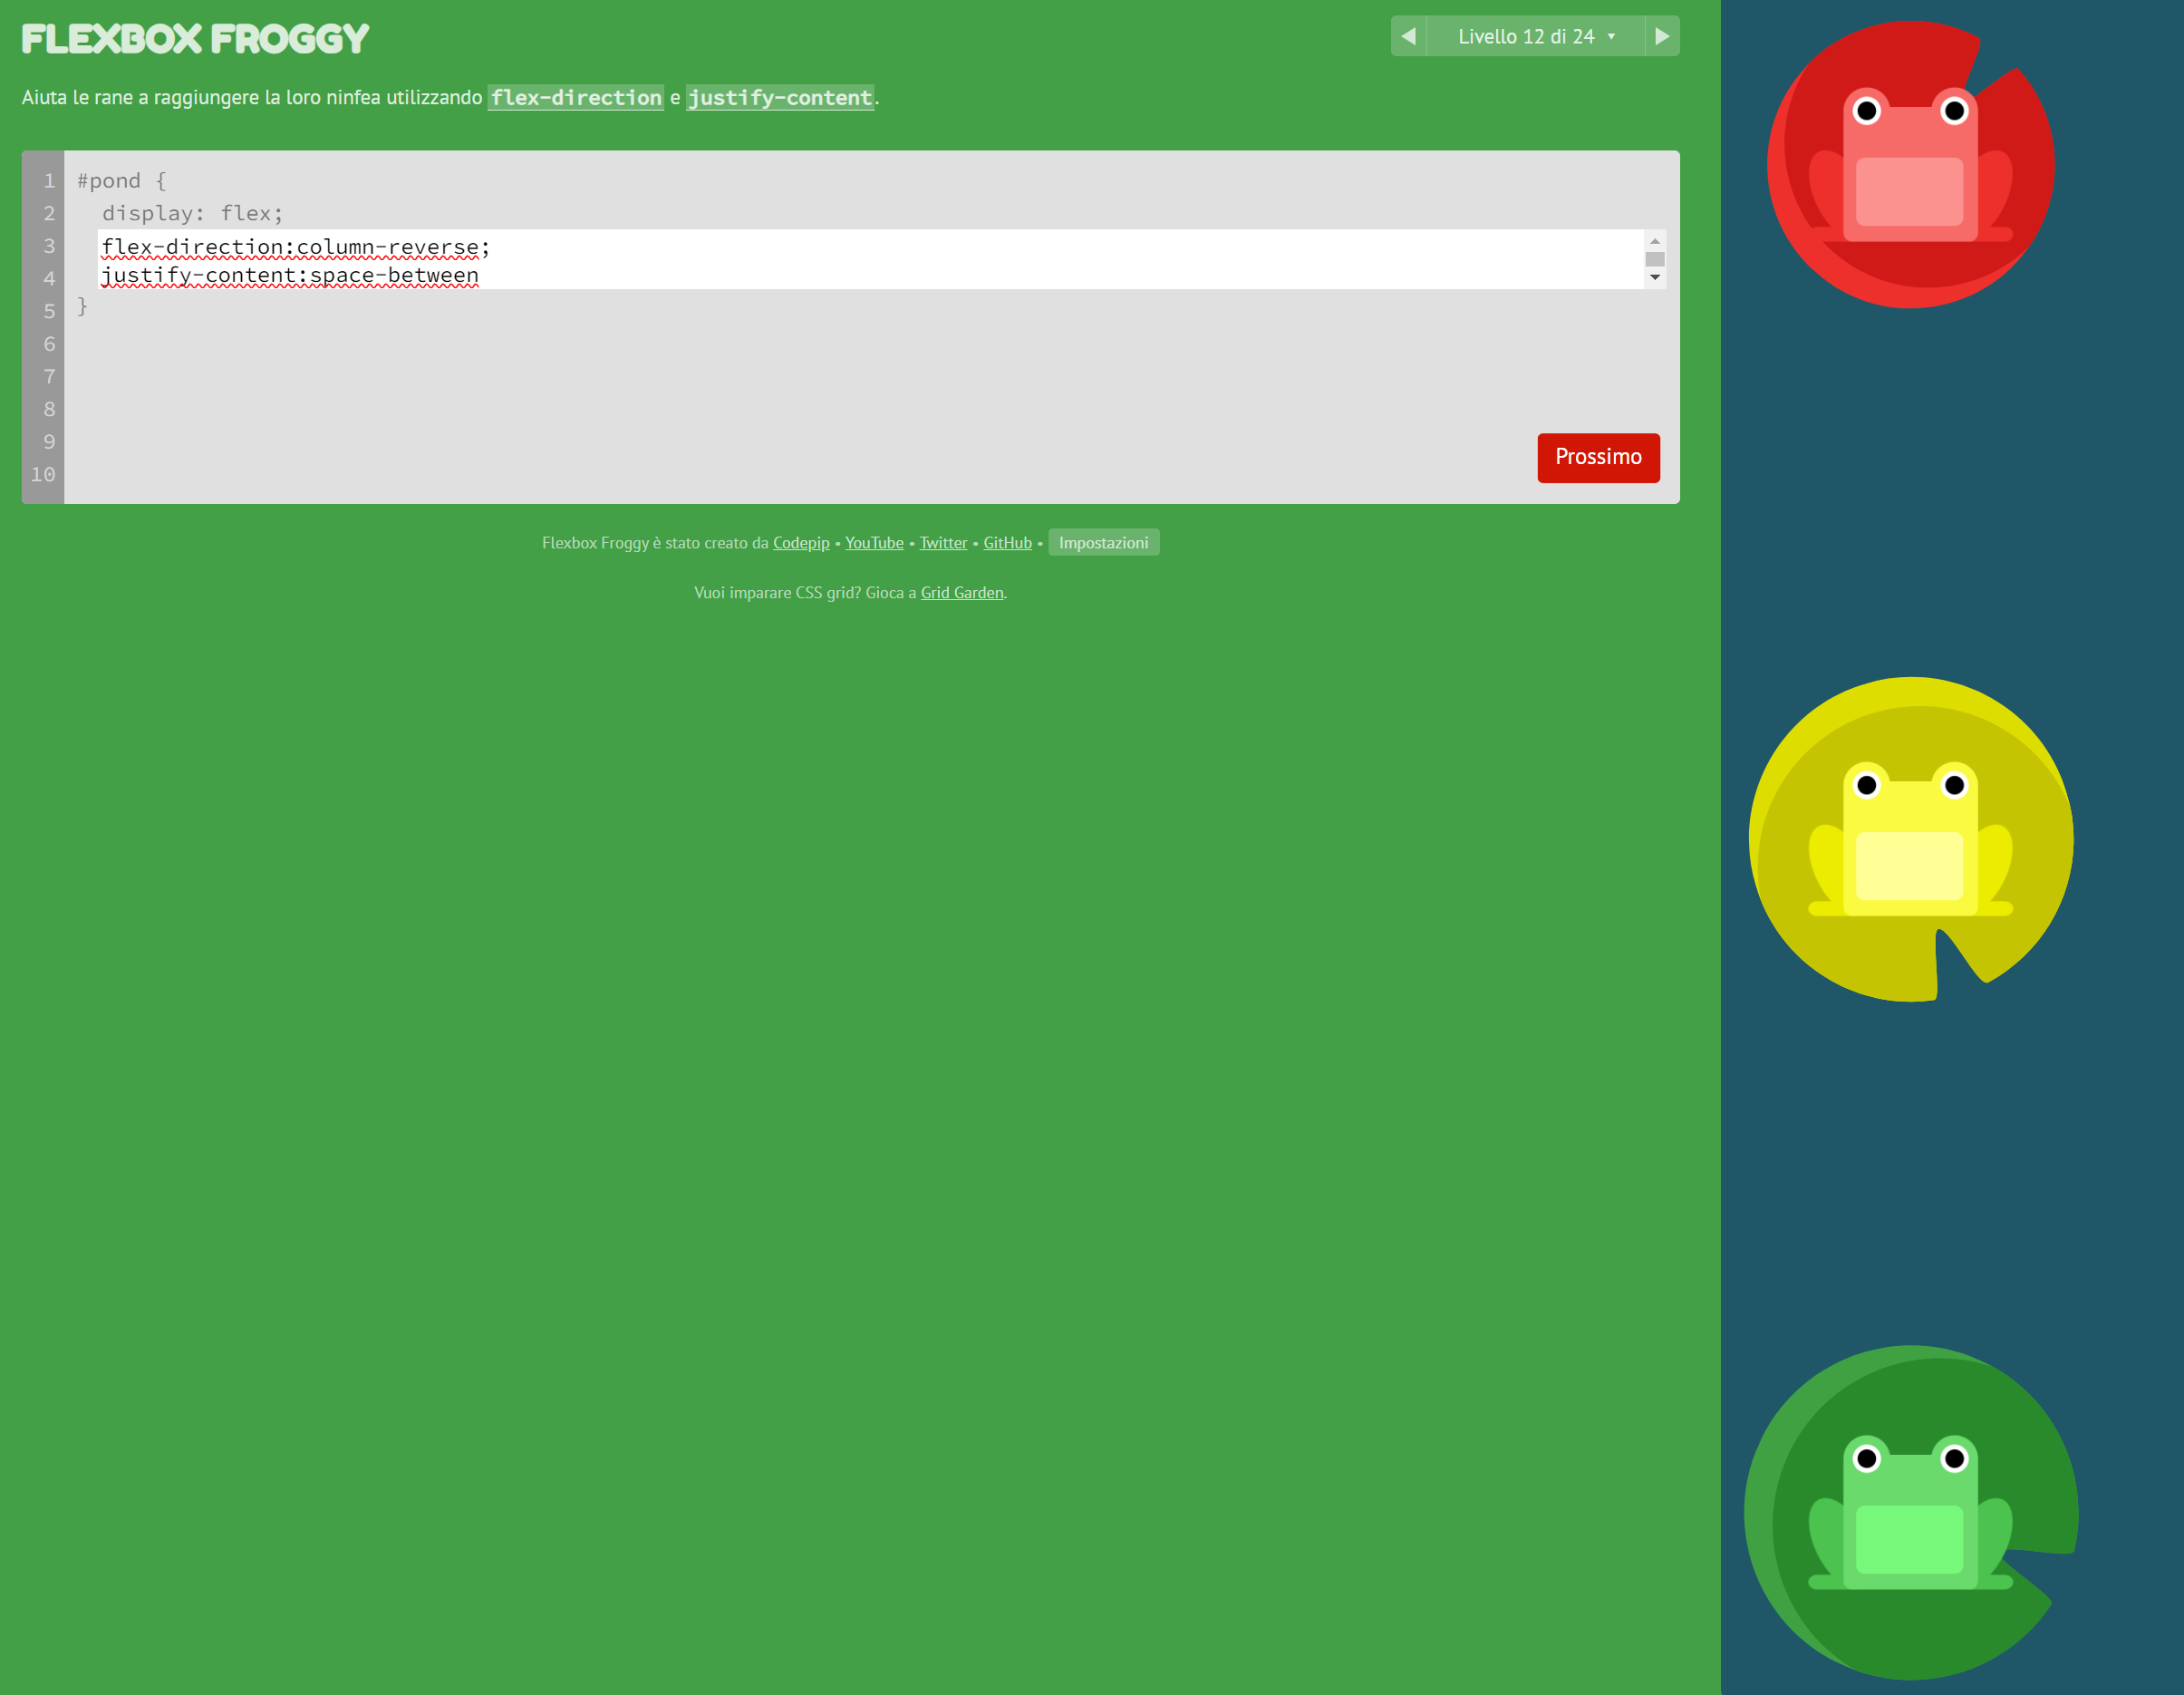 FLEXBOX FROGGY
Livello 12 di 24
Aiuta le rane a raggiungere la loro ninfea utilizzando flex-direction e justify-content.
1 #pond {
2 display: flex;
3 flex-direction:column-reverse;
4 justify-content:space-between
5 }
6
7
8
9
10
Prossimo
Flexbox Froggy è stato creato da Codepip • YouTube • Twitter • GitHub • Impostazioni
Vuoi imparare CSS grid? Gioca a Grid Garden.